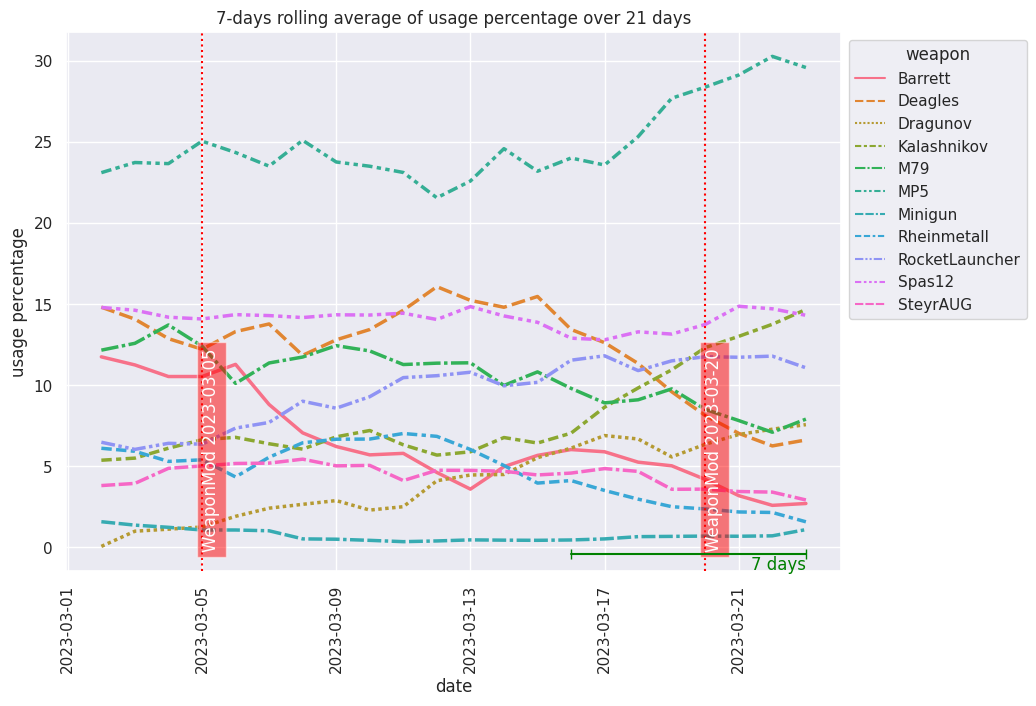 7-days rolling average of usage percentage over 21 days
usage percentage
30
25
20
15
10
5
0
WeaponMod 2023-03-05
WeaponMod 2023-03-20
7 days
2023-03-01
2023-03-05
2023-03-09
2023-03-13
2023-03-17
2023-03-21
date
weapon
Barrett
Deagles
Dragunov
Kalashnikov
M79
MP5
Minigun
Rheinmetall
RocketLauncher
Spas12
SteyrAUG